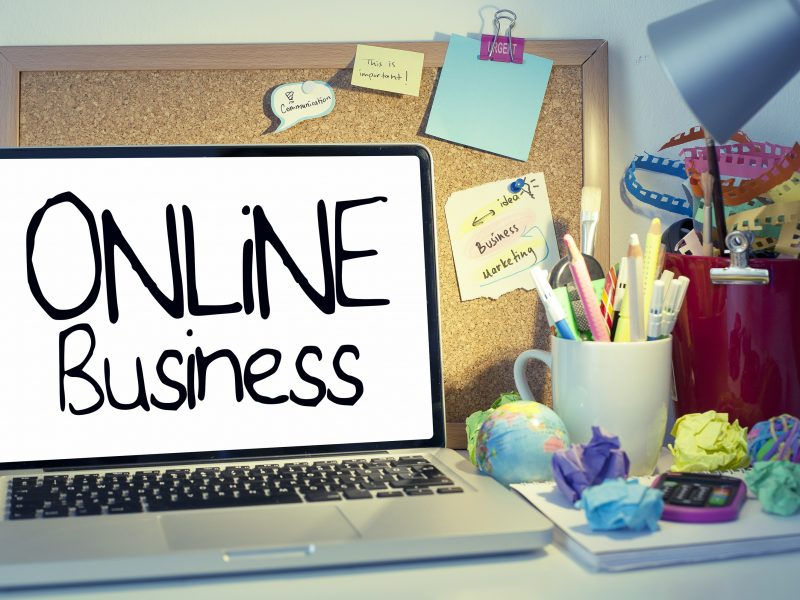 This is
important!
URGENT
Communication
idea
Business
Marketing
ONLINE
Business